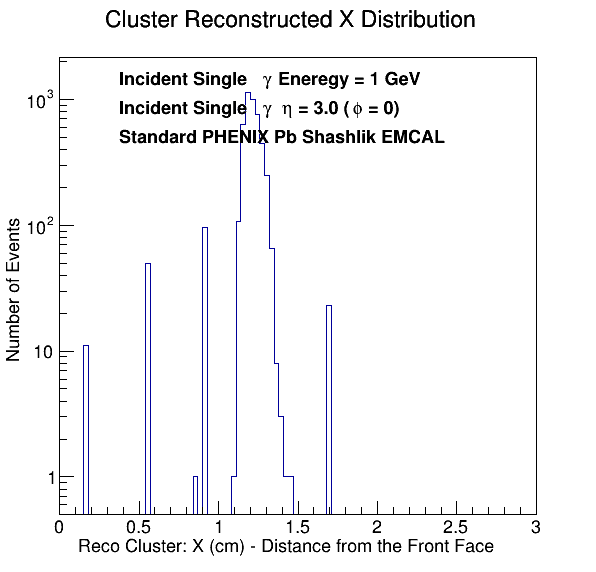 Cluster Reconstructed X Distribution
Incident Single γ Eneregy = 1 GeV
Incident Single γ η = 3.0 ( φ = 0)
Standard PHENIX Pb Shashlik EMCAL
Number of Events
10³
10²
10
1
0 0.5 1 1.5 2 2.5 3
Reco Cluster: X (cm) - Distance from the Front Face